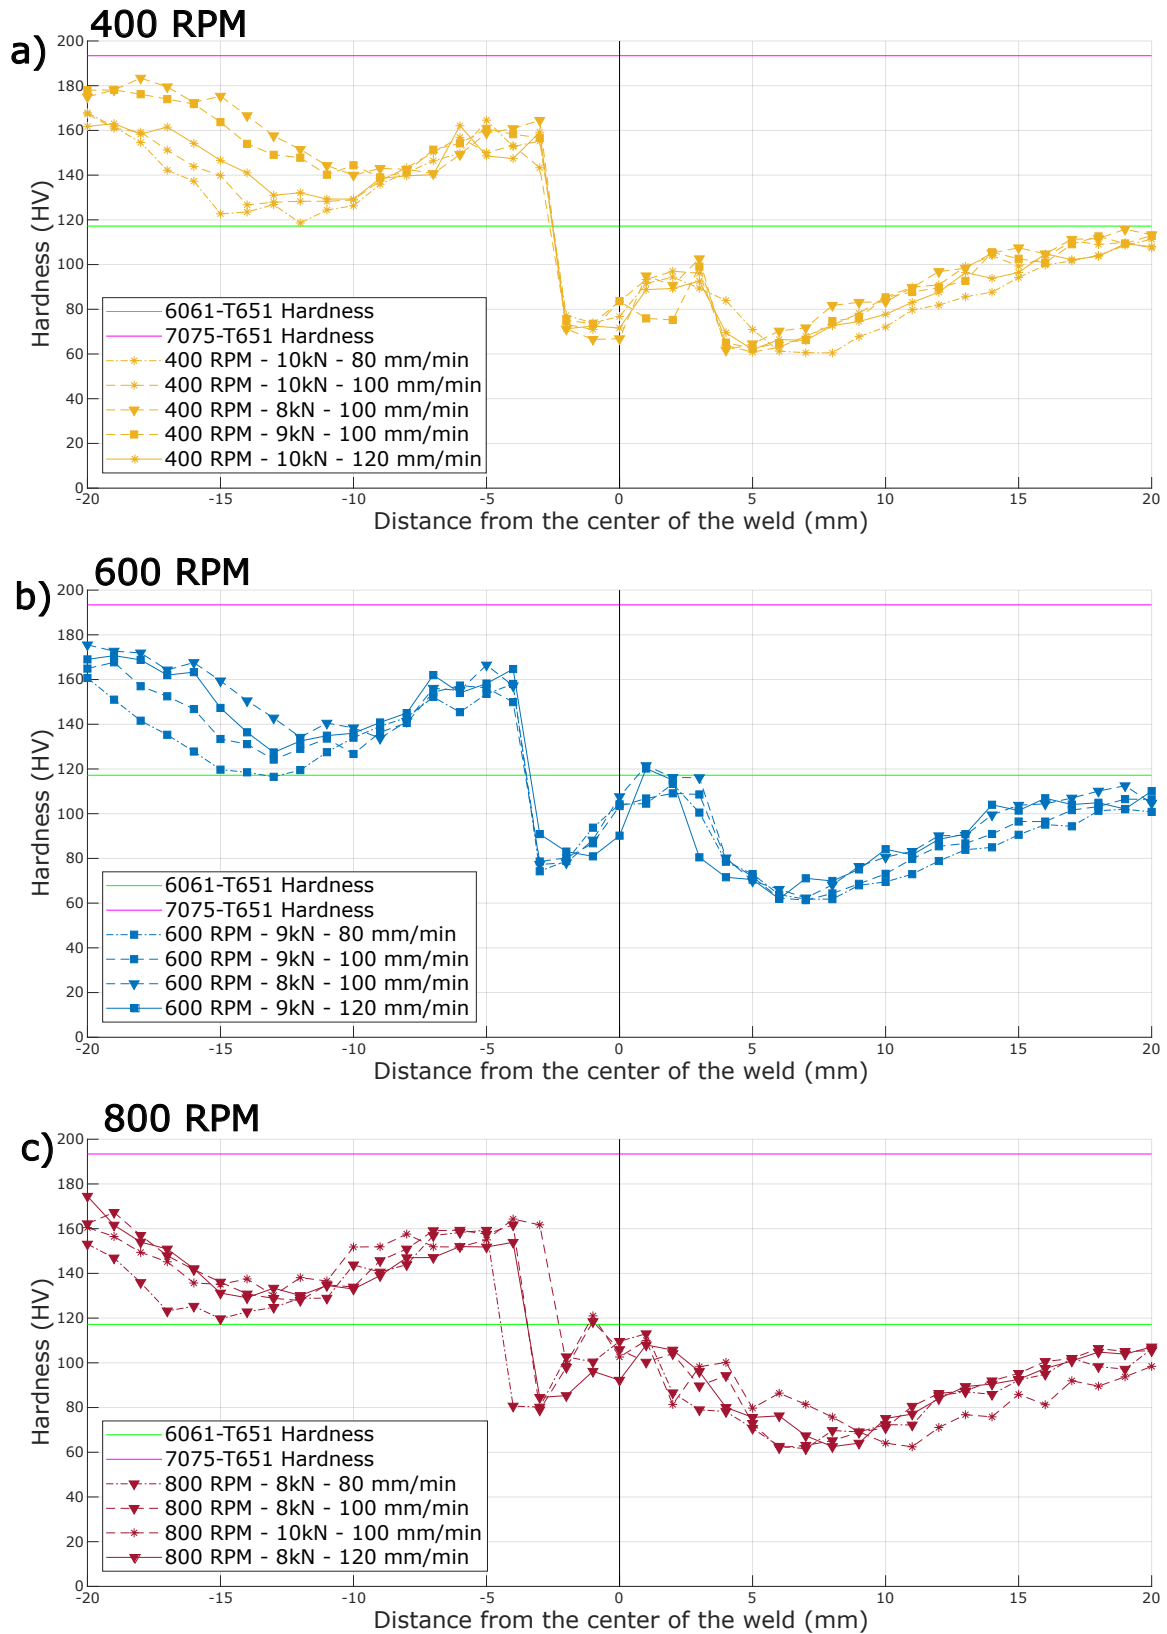 400 RPM
a)
200
180
160
140
120
100
80
60
40
20
0
Hardness (HV)
6061-T651 Hardness
7075-T651 Hardness
400 RPM - 10kN - 80 mm/min
400 RPM - 10kN - 100 mm/min
400 RPM - 8kN - 100 mm/min
400 RPM - 9kN - 100 mm/min
400 RPM - 10kN - 120 mm/min
-20 -15 -10 -5 0 5 10 15 20
Distance from the center of the weld (mm)
600 RPM
b)
200
180
160
140
120
100
80
60
40
20
0
Hardness (HV)
6061-T651 Hardness
7075-T651 Hardness
600 RPM - 9kN - 80 mm/min
600 RPM - 9kN - 100 mm/min
600 RPM - 8kN - 100 mm/min
600 RPM - 9kN - 120 mm/min
-20 -15 -10 -5 0 5 10 15 20
Distance from the center of the weld (mm)
800 RPM
c)
200
180
160
140
120
100
80
60
40
20
0
Hardness (HV)
6061-T651 Hardness
7075-T651 Hardness
800 RPM - 8kN - 80 mm/min
800 RPM - 8kN - 100 mm/min
800 RPM - 10kN - 100 mm/min
800 RPM - 8kN - 120 mm/min
-20 -15 -10 -5 0 5 10 15 20
Distance from the center of the weld (mm)